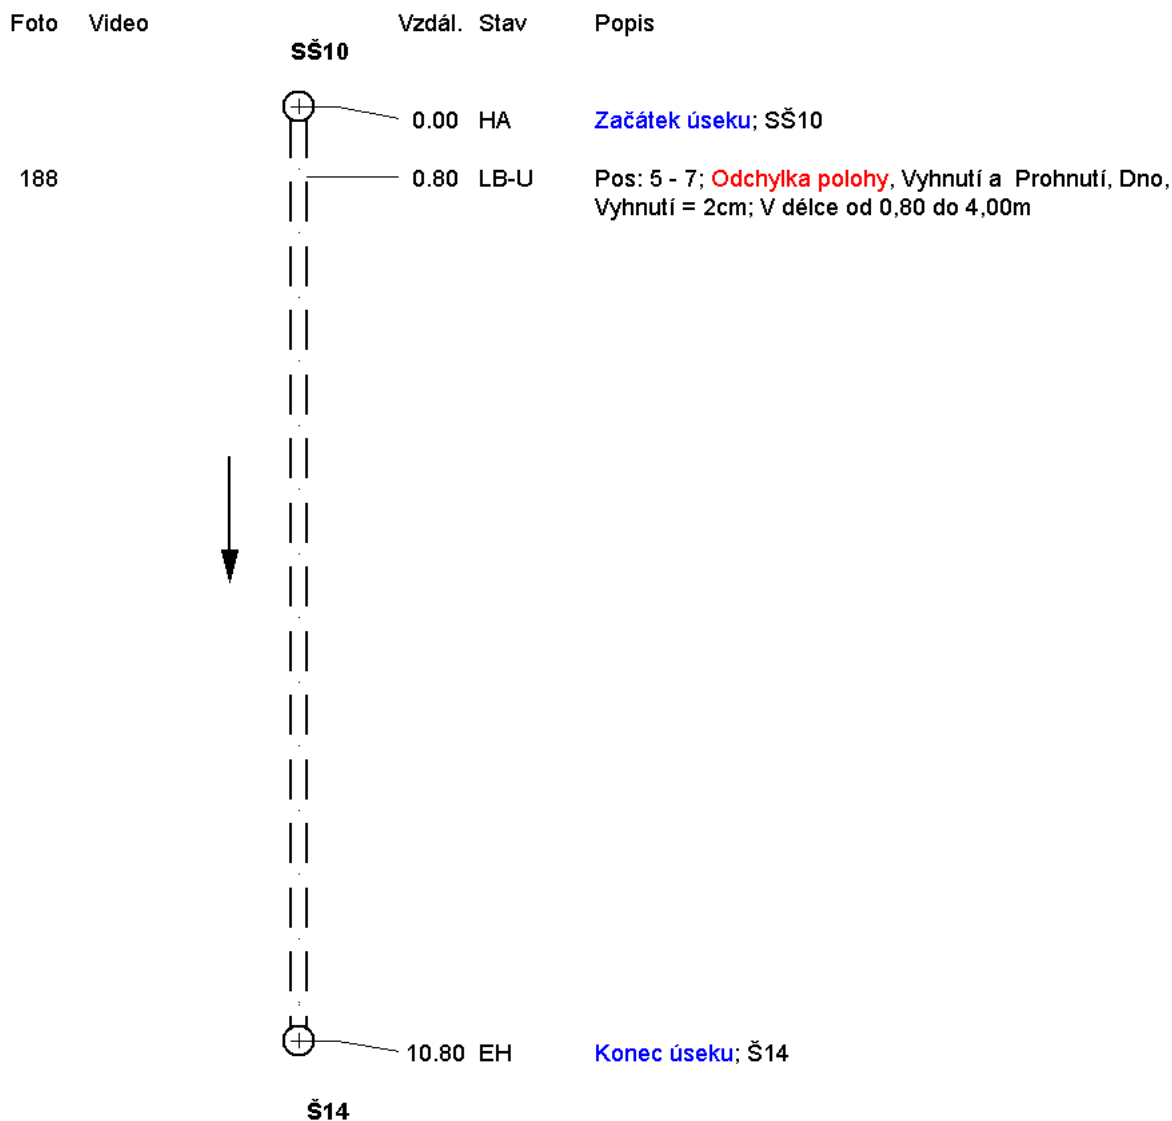 Foto Video Vzdál. Stav Popis
SŠ10
0.00 HA Začátek úseku; SŠ10
188 0.80 LB-U Pos: 5 - 7; Odchylka polohy, Vyhnutí a Prohnutí, Dno,
Vyhnutí = 2cm; V délce od 0,80 do 4,00m
10.80 EH Konec úseku; Š14
Š14